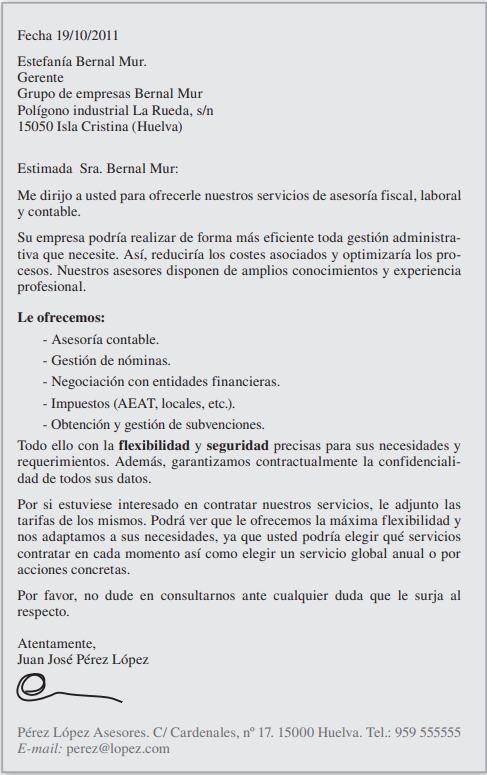 Fecha 19/10/2011
Estefanía Bernal Mur.
Gerente
Grupo de empresas Bernal Mur
Polígono industrial La Rueda, s/n
15050 Isla Cristina (Huelva)
Estimada Sra. Bernal Mur:
Me dirijo a usted para ofrecerle nuestros servicios de asesoría fiscal, laboral
y contable.
Su empresa podría realizar de forma más eficiente toda gestión administra-
tiva que necesite. Así, reduciría los costes asociados y optimizaría los pro-
cesos. Nuestros asesores disponen de amplios conocimientos y experiencia
profesional.
Le ofrecemos:
- Asesoría contable.
- Gestión de nóminas.
- Negociación con entidades financieras.
- Impuestos (AEAT, locales, etc.).
- Obtención y gestión de subvenciones.
Todo ello con la flexibilidad y seguridad precisas para sus necesidades y
requerimientos. Además, garantizamos contractualmente la confidenciali-
dad de todos sus datos.
Por si estuviese interesado en contratar nuestros servicios, le adjunto las
tarifas de los mismos. Podrá ver que le ofrecemos la máxima flexibilidad y
nos adaptamos a sus necesidades, ya que usted podría elegir qué servicios
contratar en cada momento así como elegir un servicio global anual o por
acciones concretas.
Por favor, no dude en consultarnos ante cualquier duda que le surja al
respecto.
Atentamente,
Juan José Pérez López
Pérez López Asesores. C/ Cardenales, nº 17. 15000 Huelva. Tel.: 959 555555
E-mail: perez@lopez.com